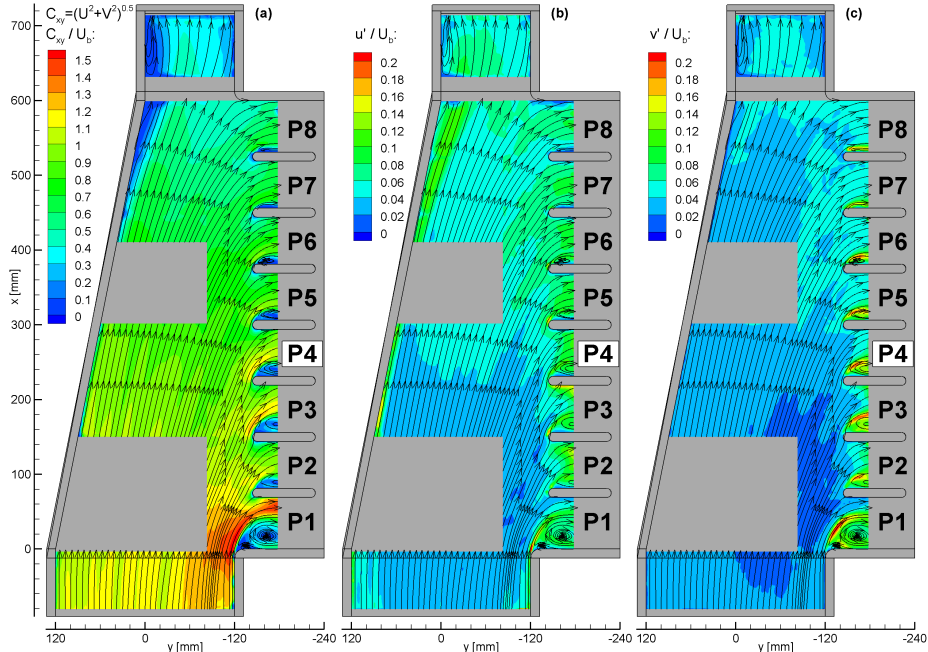 C_xy=(U²+V²)^0.5
C_xy / U_b:
1.5
1.4
1.3
1.2
1.1
1
0.9
0.8
0.7
0.6
0.5
0.4
0.3
0.2
0.1
0
(a)
P8
P7
P6
P5
P4
P3
P2
P1
x [mm]
700
600
500
400
300
200
100
0
120 0 -120 -240
y [mm]
u' / U_b:
0.2
0.18
0.16
0.14
0.12
0.1
0.08
0.06
0.04
0.02
0
(b)
P8
P7
P6
P5
P4
P3
P2
P1
120 0 -120 -240
y [mm]
v' / U_b:
0.2
0.18
0.16
0.14
0.12
0.1
0.08
0.06
0.04
0.02
0
(c)
P8
P7
P6
P5
P4
P3
P2
P1
120 0 -120 -240
y [mm]